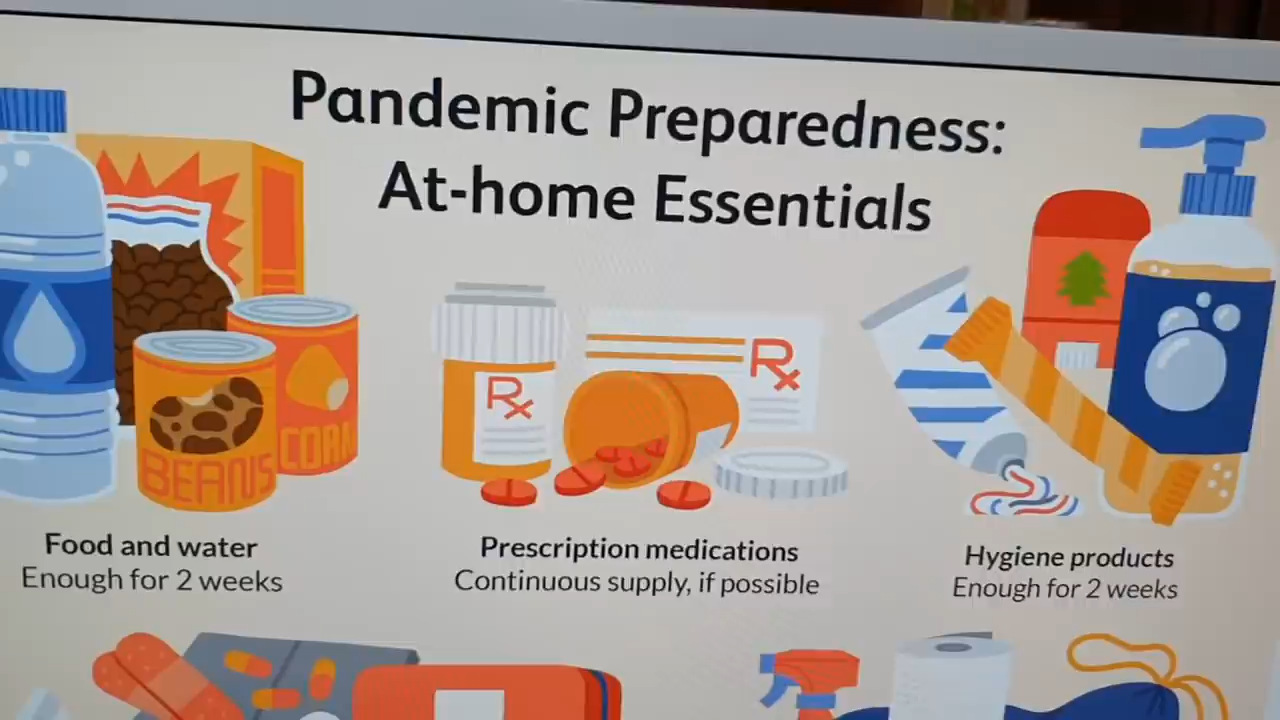 Pandemic Preparedness:
At-home Essentials
BEANS
CORN
Rx
Rx
Food and water
Enough for 2 weeks
Prescription medications
Continuous supply, if possible
Hygiene products
Enough for 2 weeks